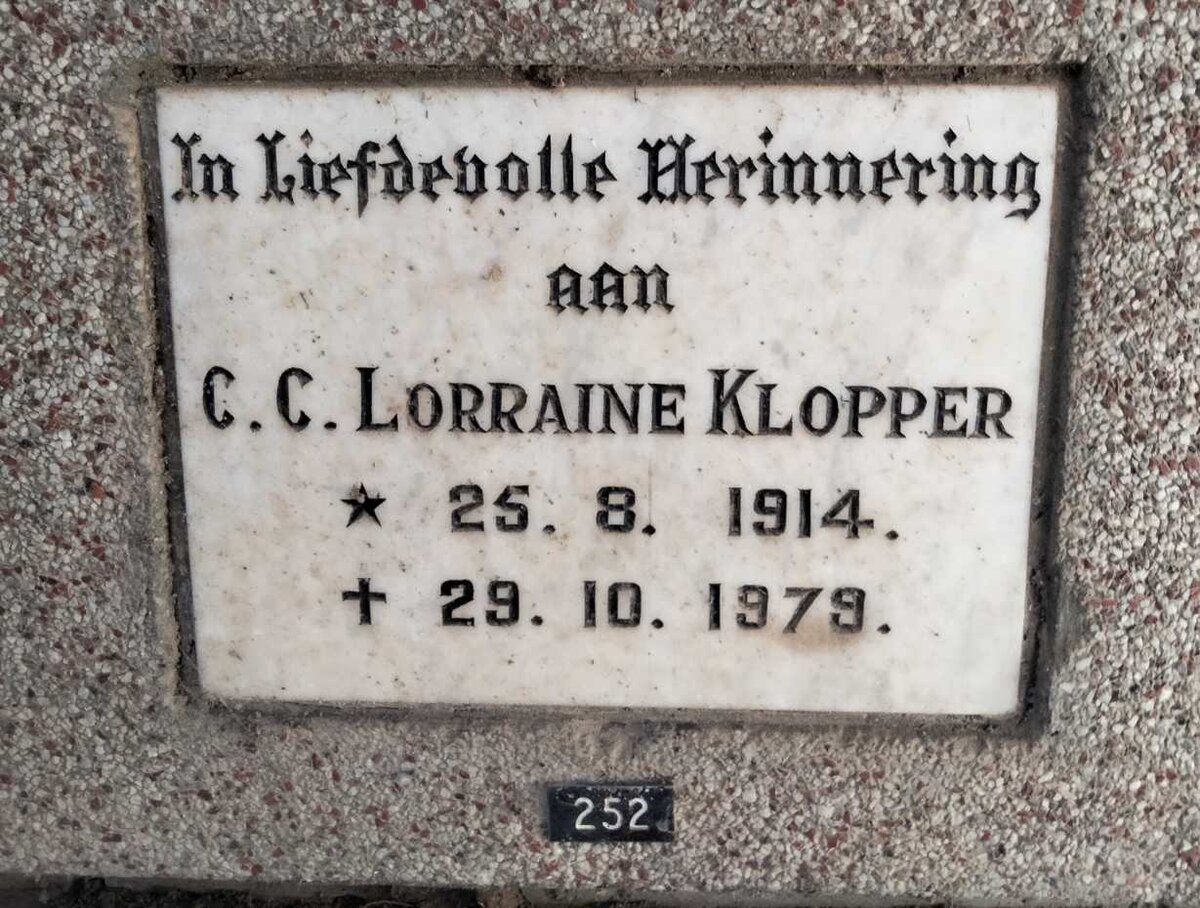 In Liefdevolle Herinnering
aan
C. C. LORRAINE KLOPPER
★ 25. 8. 1914.
✝ 29. 10. 1979.
252